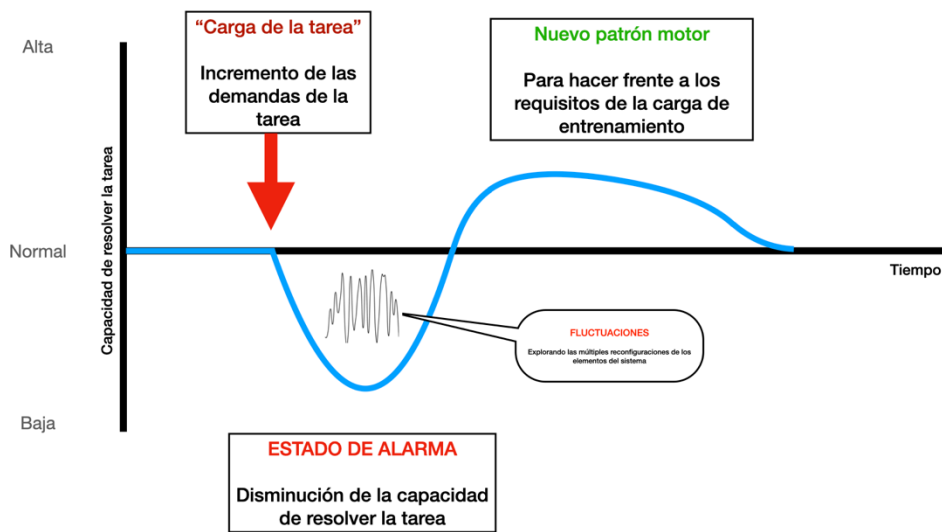 Alta
Normal
Baja
Capacidad de resolver la tarea
“Carga de la tarea”
Incremento de las
demandas de la
tarea
Nuevo patrón motor
Para hacer frente a los
requisitos de la carga de
entrenamiento
Tiempo
FLUCTUACIONES
Explorando las múltiples reconfiguraciones de los
elementos del sistema
ESTADO DE ALARMA
Disminución de la capacidad
de resolver la tarea